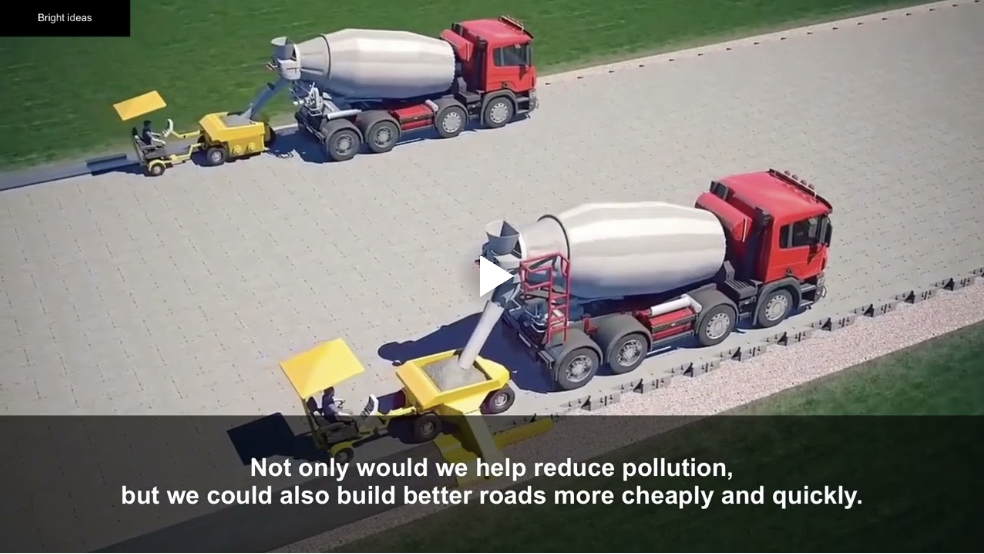 Bright ideas
Not only would we help reduce pollution,
but we could also build better roads more cheaply and quickly.